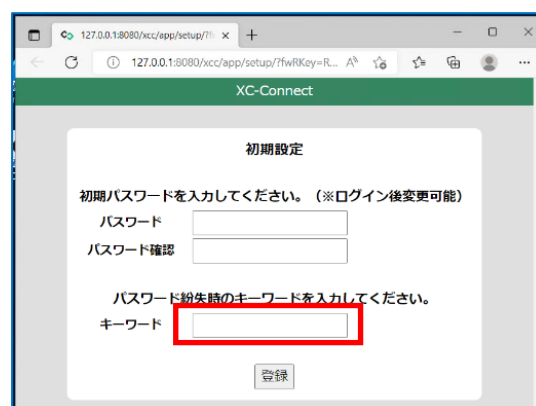 127.0.0.1:8080/xcc/app/setup/?f
127.0.0.1:8080/xcc/app/setup/?fwRKey=R...
XC-Connect
初期設定
初期パスワードを入力してください。（※ログイン後変更可能）
パスワード
パスワード確認
パスワード紛失時のキーワードを入力してください。
キーワード
登録